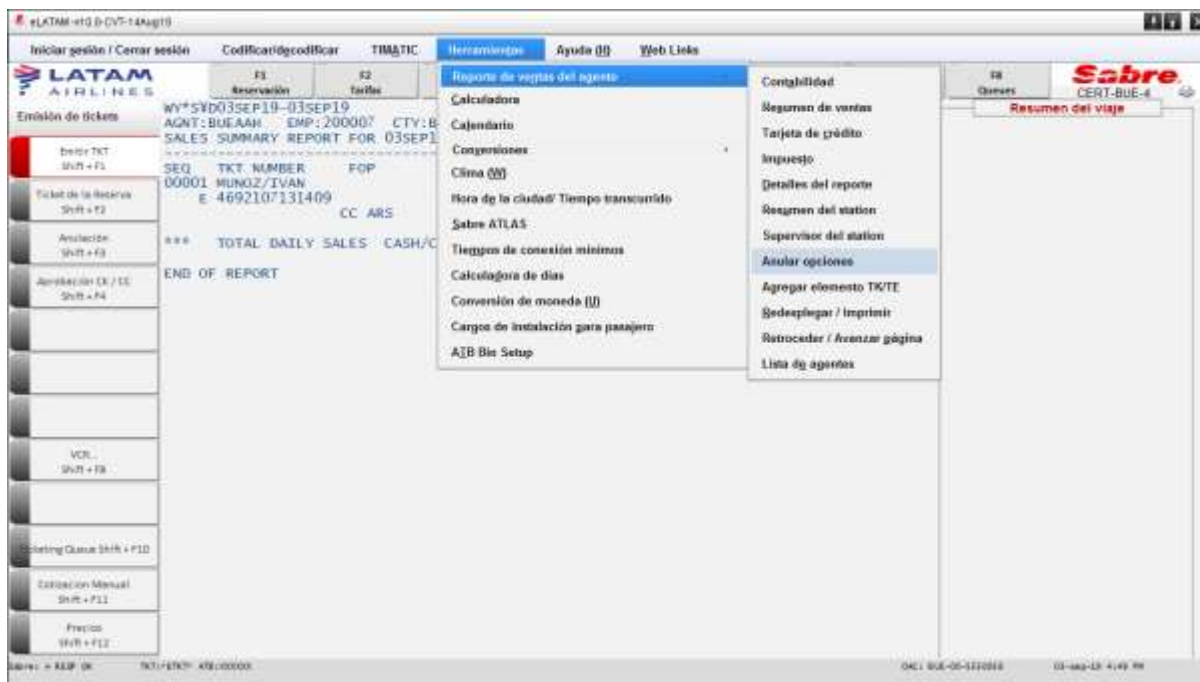 eLATAM -v10.0-CVT-14Aug19
Iniciar sesión / Cerrar sesión Codificar/decodificar TIMATIC Herramientas Ayuda (H) Web Links
LATAM
AIRLINES
F1
Reservación
F2
Tarifas
F8
Queues
Sabre
CERT-BUE-4
Emisión de tickets
Resumen del viaje
Emitir TKT
Shift + F1
Ticket de la Reserva
Shift + F2
Anulación
Shift + F3
Aprobación CK / CC
Shift + F4
VCR...
Shift + F8
Ticketing Queue Shift + F10
Cotizacion Manual
Shift + F11
Precios
Shift + F12
WY*S¥D03SEP19-03SEP19
AGNT:BUEAAH EMP:200007 CTY:B
SALES SUMMARY REPORT FOR 03SEP1
SEQ TKT NUMBER FOP
00001 MUNOZ/IVAN
E 4692107131409
CC ARS
*** TOTAL DAILY SALES CASH/C
END OF REPORT
Reporte de ventas del agente
Calculadora
Calendario
Conversiones
Clima (W)
Hora de la ciudad/ Tiempo transcurrido
Sabre ATLAS
Tiempos de conexión mínimos
Calculadora de días
Conversión de moneda (U)
Cargos de instalación para pasajero
ATB Bin Setup
Contabilidad
Resumen de ventas
Tarjeta de crédito
Impuesto
Detalles del reporte
Resumen del station
Supervisor del station
Anular opciones
Agregar elemento TK/TE
Redesplegar / Imprimir
Retroceder / Avanzar página
Lista de agentes